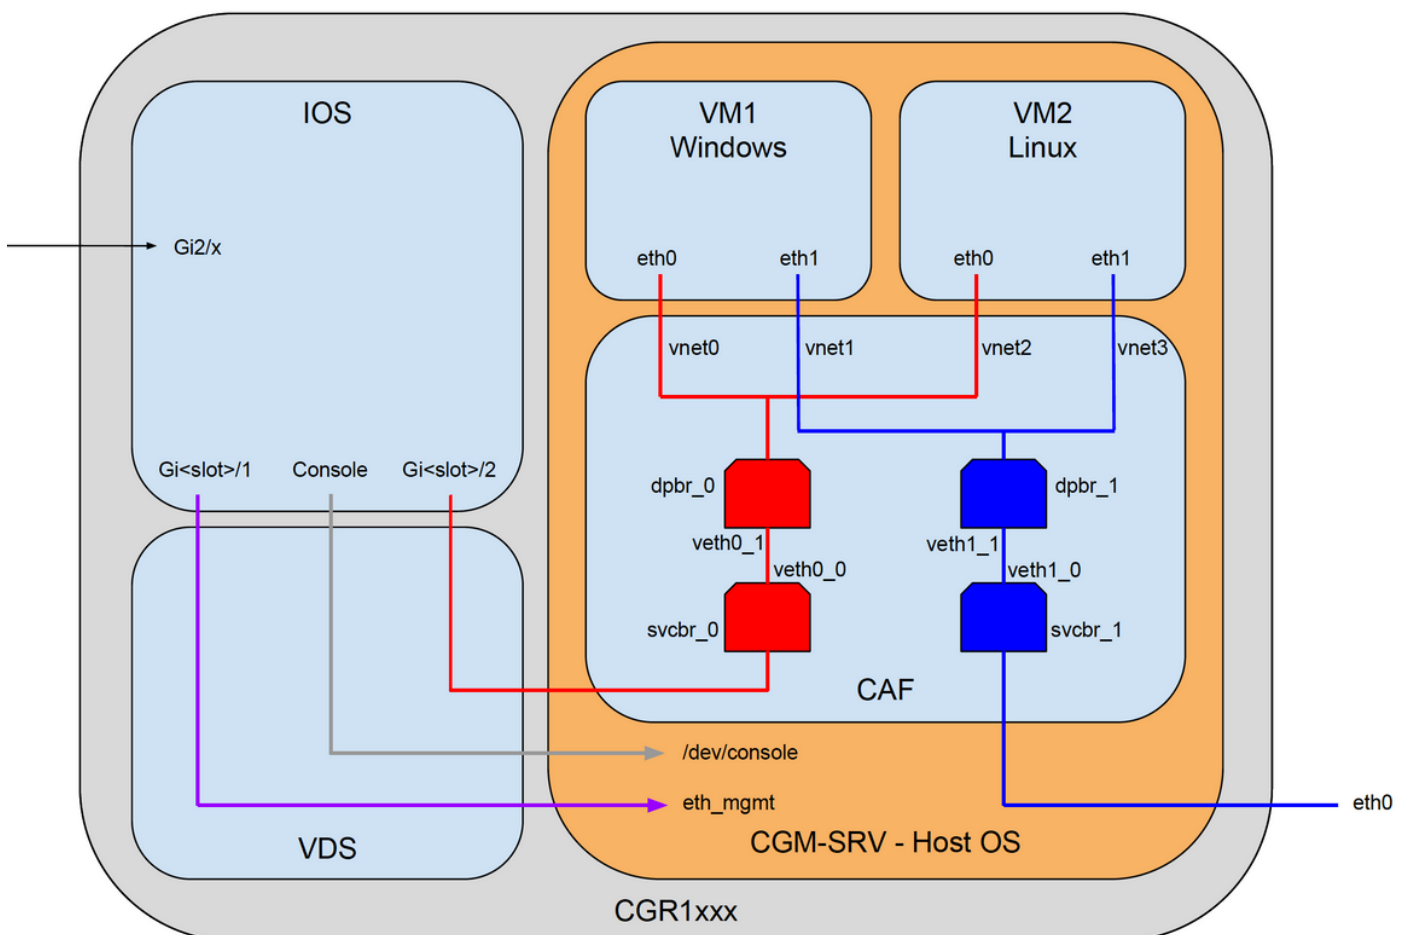 IOS
VM1
Windows
VM2
Linux
Gi2/x
eth0
eth1
eth0
eth1
vnet0
vnet1
vnet2
vnet3
Gi<slot>/1
Console
Gi<slot>/2
dpbr_0
dpbr_1
veth0_1
veth1_1
veth0_0
veth1_0
svcbr_0
svcbr_1
CAF
/dev/console
eth_mgmt
eth0
VDS
CGM-SRV - Host OS
CGR1xxx